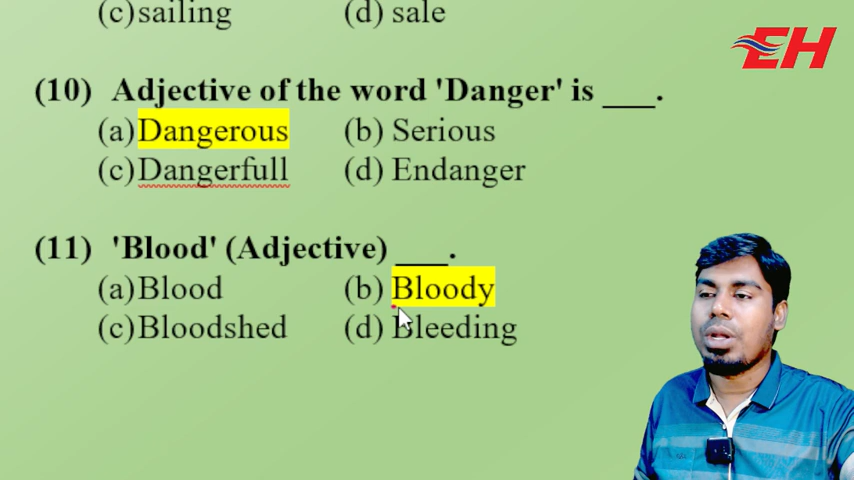 (c) sailing (d) sale
EH
(10) Adjective of the word 'Danger' is ___.
(a) Dangerous (b) Serious
(c) Dangerfull (d) Endanger
(11) 'Blood' (Adjective) ___.
(a) Blood (b) Bloody
(c) Bloodshed (d) Bleeding